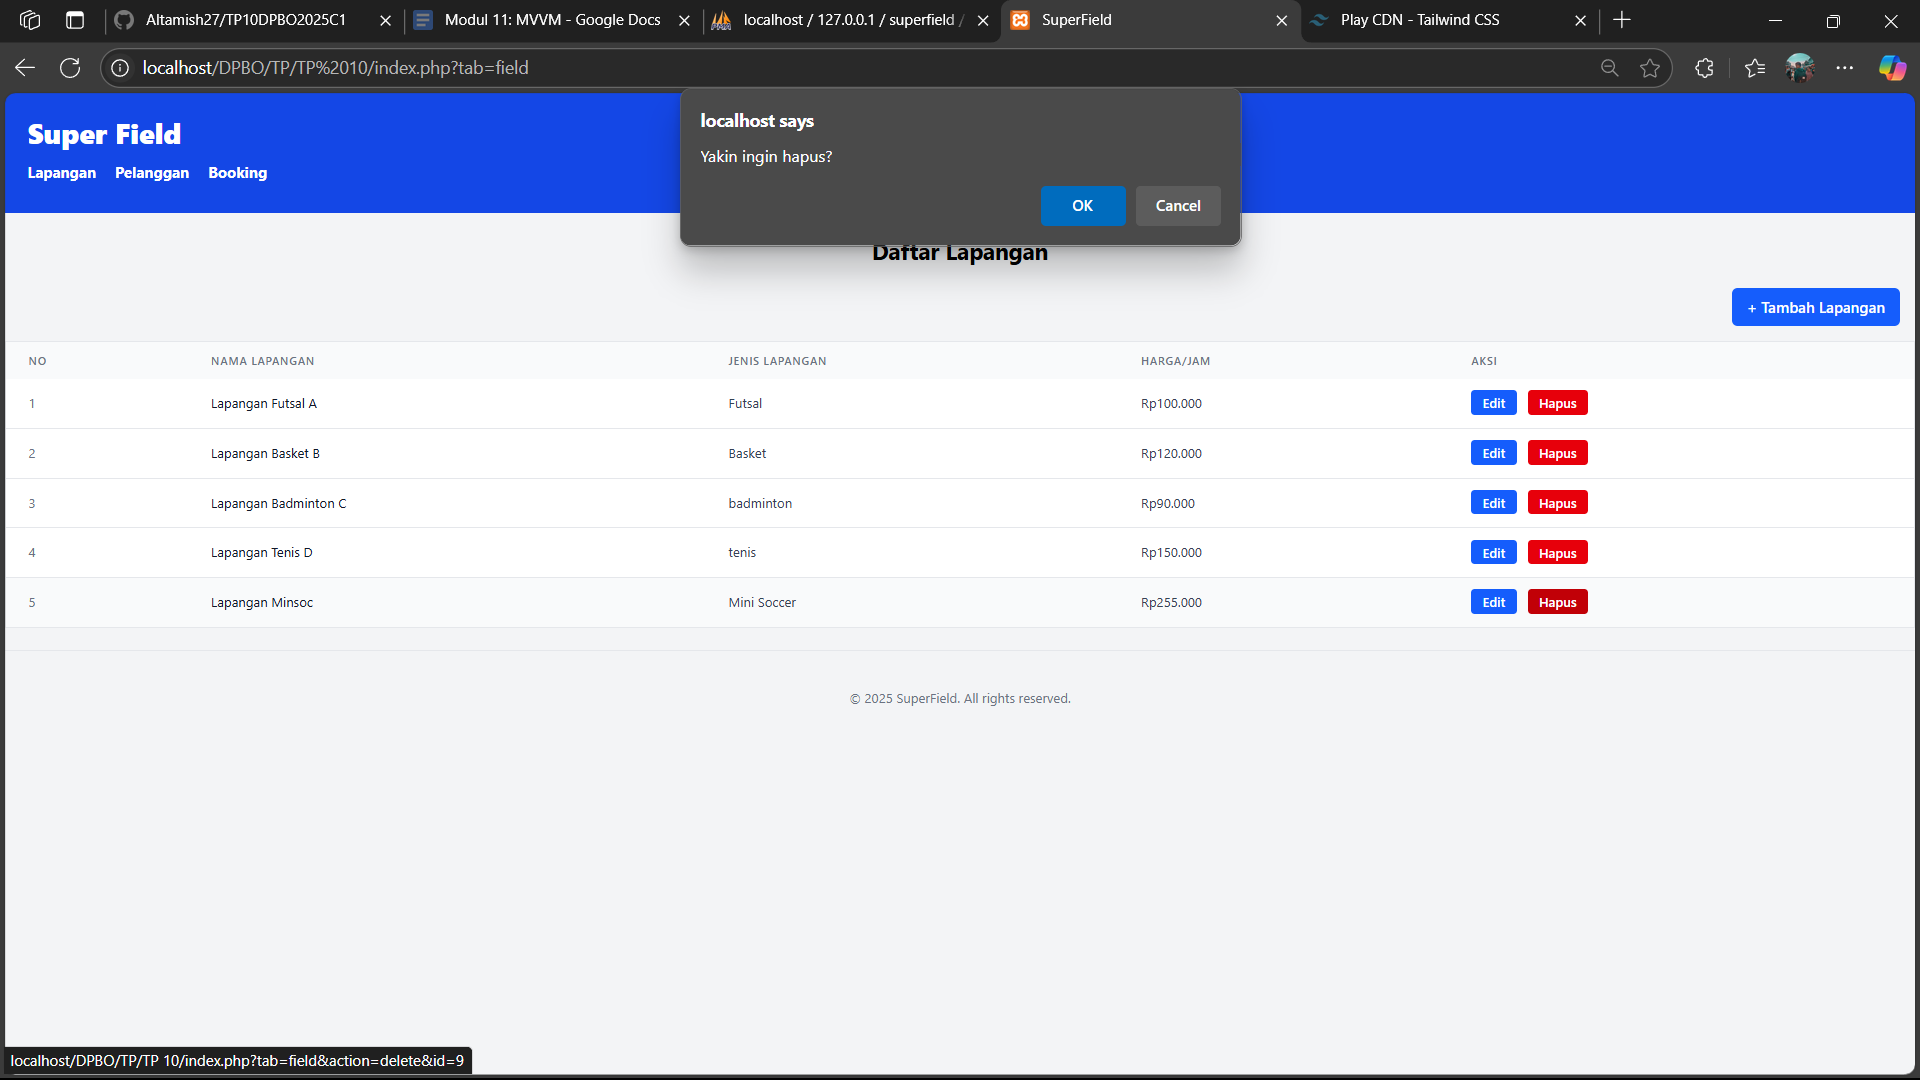 Altamish27/TP10DPBO2025C1
Modul 11: MVVM - Google Docs
localhost / 127.0.0.1 / superfield /
SuperField
Play CDN - Tailwind CSS
localhost/DPBO/TP/TP%2010/index.php?tab=field
Super Field
Lapangan Pelanggan Booking
localhost says
Yakin ingin hapus?
OK Cancel
Daftar Lapangan
+ Tambah Lapangan
NO NAMA LAPANGAN JENIS LAPANGAN HARGA/JAM AKSI
1 Lapangan Futsal A Futsal Rp100.000 Edit Hapus
2 Lapangan Basket B Basket Rp120.000 Edit Hapus
3 Lapangan Badminton C badminton Rp90.000 Edit Hapus
4 Lapangan Tenis D tenis Rp150.000 Edit Hapus
5 Lapangan Minsoc Mini Soccer Rp255.000 Edit Hapus
© 2025 SuperField. All rights reserved.
localhost/DPBO/TP/TP 10/index.php?tab=field&action=delete&id=9